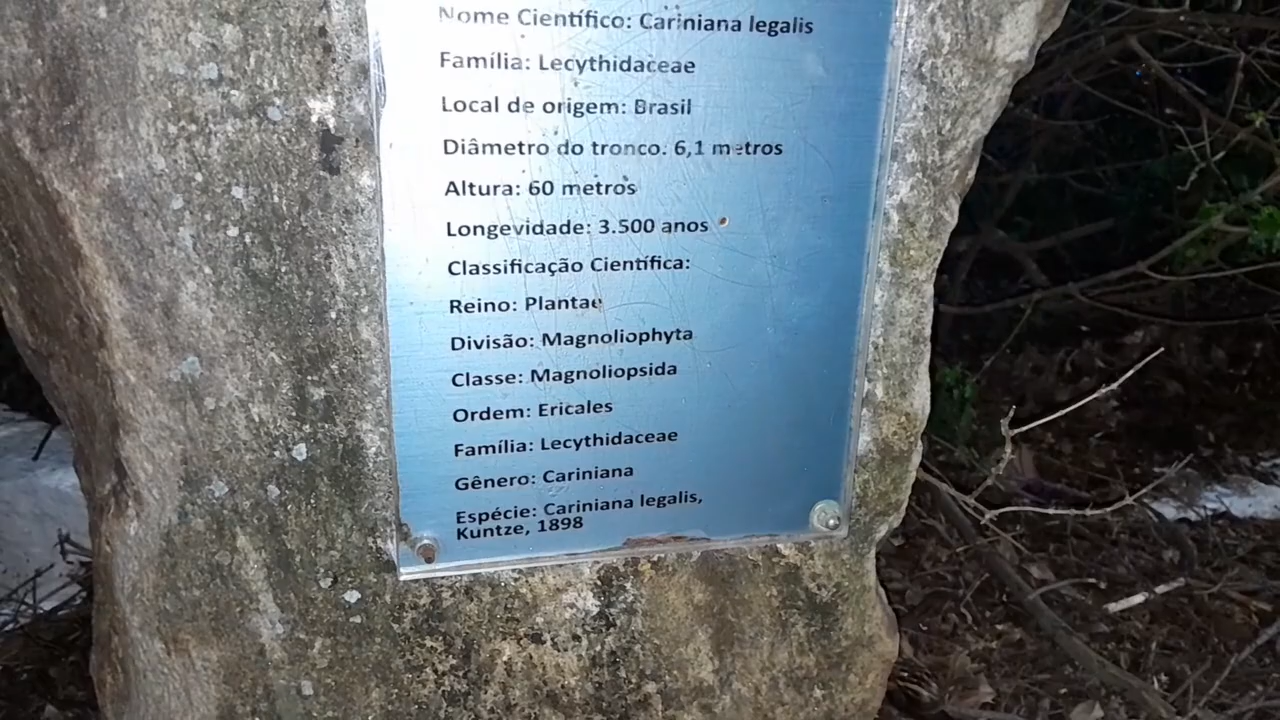 Nome Científico: Cariniana legalis
Família: Lecythidaceae
Local de origem: Brasil
Diâmetro do tronco: 6,1 metros
Altura: 60 metros
Longevidade: 3.500 anos
Classificação Científica:
Reino: Plantae
Divisão: Magnoliophyta
Classe: Magnoliopsida
Ordem: Ericales
Família: Lecythidaceae
Gênero: Cariniana
Espécie: Cariniana legalis,
Kuntze, 1898